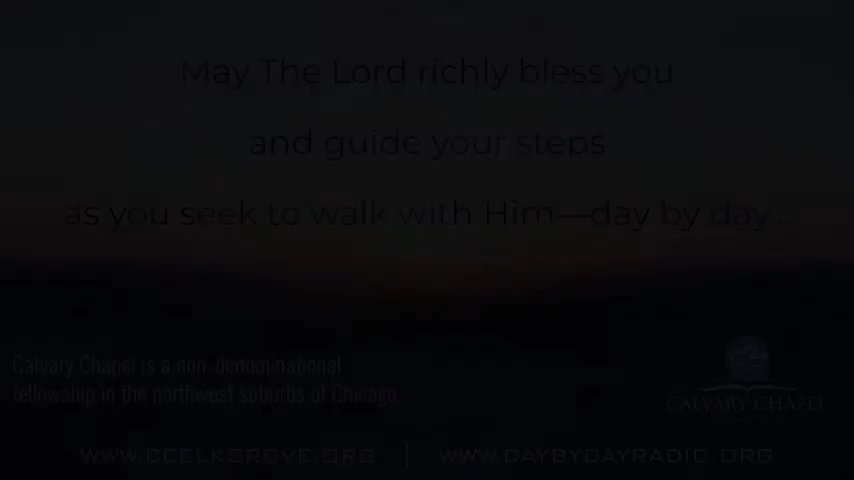 May The Lord richly bless you
and guide your steps
as you seek to walk with Him—day by day...
Calvary Chapel is a non-denominational
fellowship in the northwest suburbs of Chicago
CALVARY CHAPEL
WWW.CCELKGROVE.ORG | WWW.DAYBYDAYRADIO.ORG